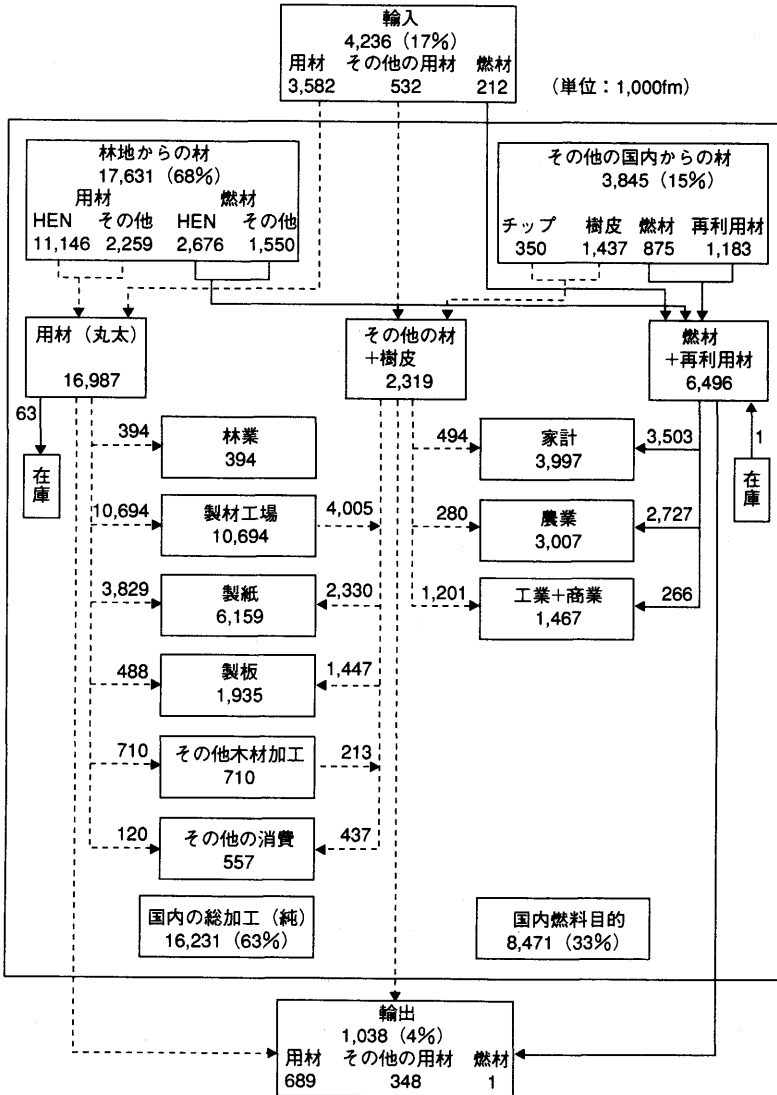 輸入
4,236 (17%)
用材 その他の用材 燃材
3,582 532 212
(単位：1,000fm)
林地からの材
17,631 (68%)
用材 燃材
HEN その他 HEN その他
11,146 2,259 2,676 1,550
その他の国内からの材
3,845 (15%)
チップ 樹皮 燃材 再利用材
350 1,437 875 1,183
用材（丸太）
16,987
その他の材
+樹皮
2,319
燃材
+再利用材
6,496
63
在庫
1
在庫
394
林業
394
10,694
製材工場
10,694
4,005
3,829
製紙
6,159
2,330
488
製板
1,935
1,447
710
その他木材加工
710
213
120
その他の消費
557
437
494
家計
3,997
3,503
280
農業
3,007
2,727
1,201
工業+商業
1,467
266
国内の総加工（純）
16,231 (63%)
国内燃料目的
8,471 (33%)
輸出
1,038 (4%)
用材 その他の用材 燃材
689 348 1